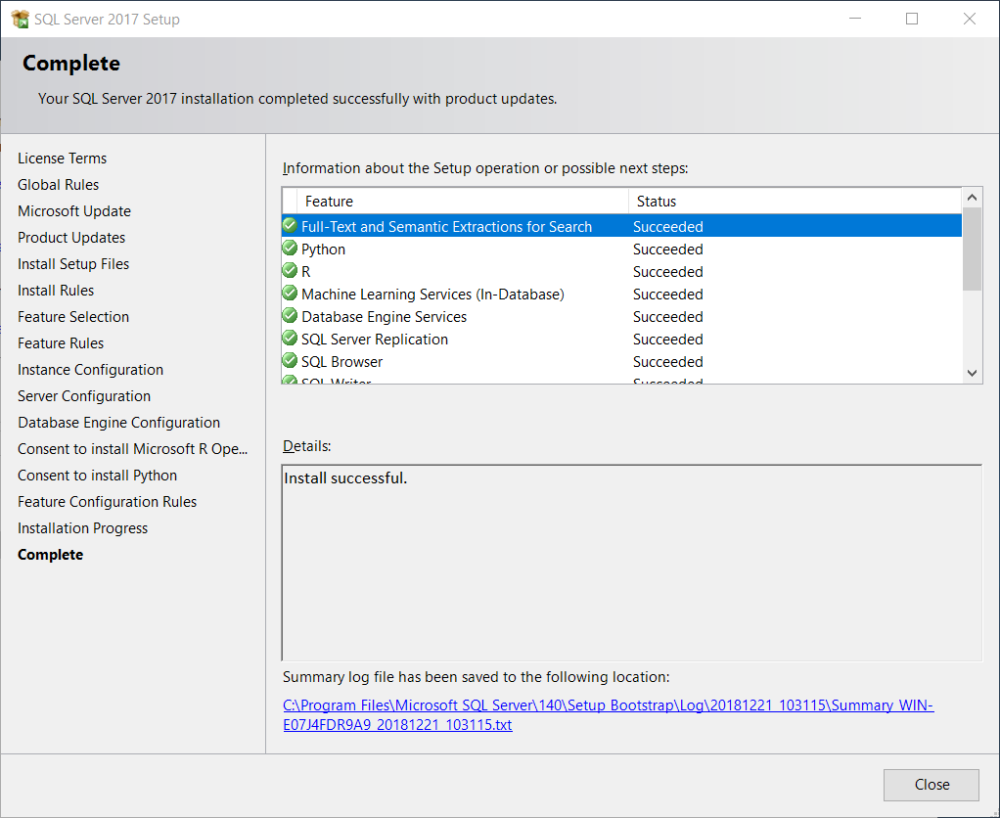 SQL Server 2017 Setup
Complete
Your SQL Server 2017 installation completed successfully with product updates.
License Terms
Global Rules
Microsoft Update
Product Updates
Install Setup Files
Install Rules
Feature Selection
Feature Rules
Instance Configuration
Server Configuration
Database Engine Configuration
Consent to install Microsoft R Ope...
Consent to install Python
Feature Configuration Rules
Installation Progress
Complete
Information about the Setup operation or possible next steps:
Feature Status
Full-Text and Semantic Extractions for Search Succeeded
Python Succeeded
R Succeeded
Machine Learning Services (In-Database) Succeeded
Database Engine Services Succeeded
SQL Server Replication Succeeded
SQL Browser Succeeded
SQL Writer Succeeded
Details:
Install successful.
Summary log file has been saved to the following location:
C:\Program Files\Microsoft SQL Server\140\Setup Bootstrap\Log\20181221_103115\Summary_WIN-
E07J4FDR9A9_20181221_103115.txt
Close